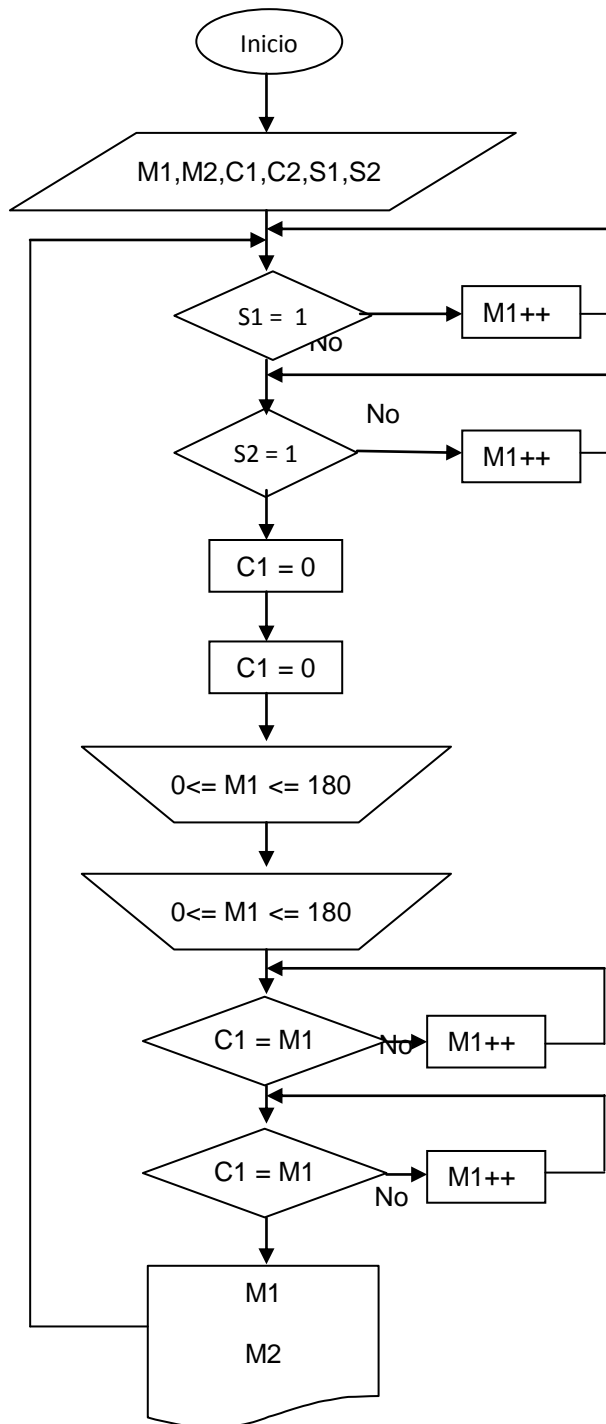 Inicio
M1,M2,C1,C2,S1,S2
S1 = 1
M1++
No
No
S2 = 1
M1++
C1 = 0
C1 = 0
0<= M1 <= 180
0<= M1 <= 180
C1 = M1
No
M1++
C1 = M1
No
M1++
M1
M2